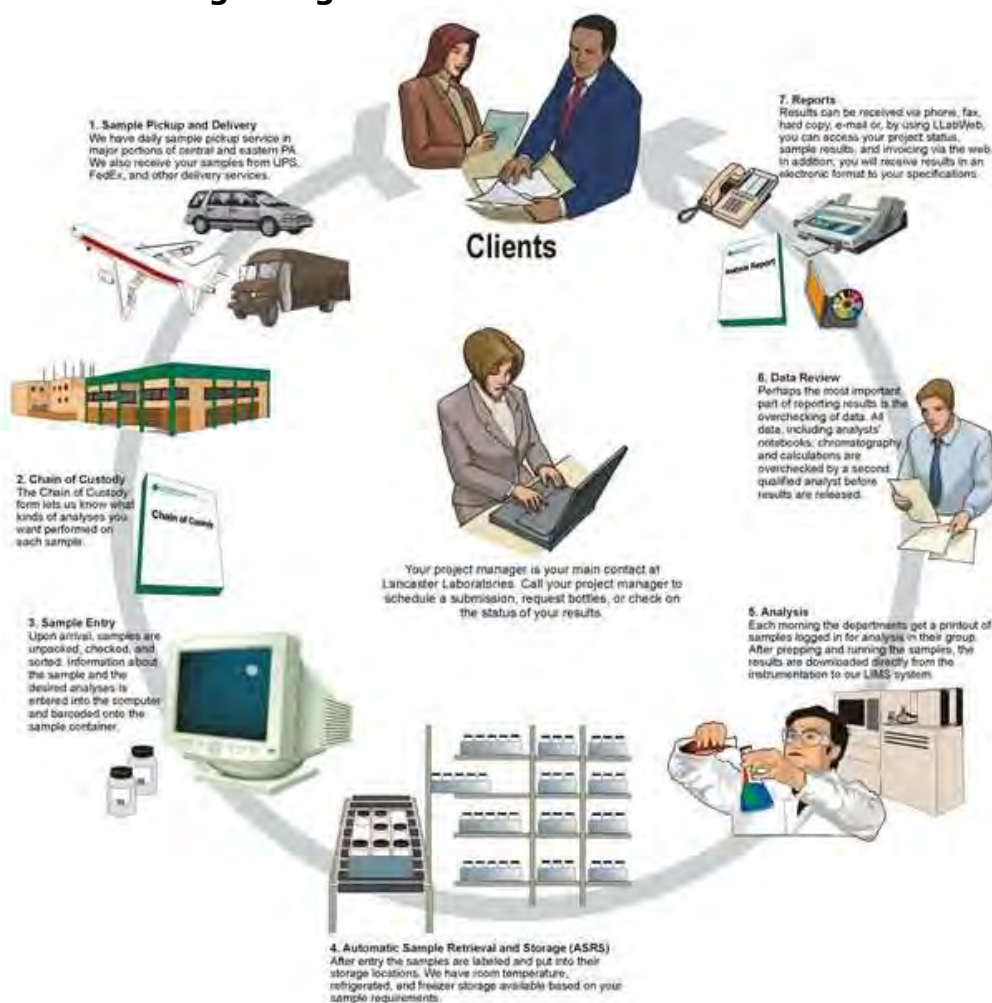 1. Sample Pickup and Delivery
We have daily sample pickup service in
major portions of central and eastern PA.
We also receive your samples from UPS,
FedEx, and other delivery services.
Clients
7. Reports
Results can be received via phone, fax,
hard copy, e-mail or, by using LLabWeb,
you can access your project status,
sample results, and invoicing via the web.
In addition, you will receive results in an
electronic format to your specifications.
Analysis Report
6. Data Review
Perhaps the most important
part of reporting results is the
overchecking of data. All
data, including analysts'
notebooks, chromatography
and calculations are
overchecked by a second
qualified analyst before
results are released.
2. Chain of Custody
The Chain of Custody
form lets us know what
kinds of analyses you
want performed on
each sample.
Chain of Custody
Your project manager is your main contact at
Lancaster Laboratories. Call your project manager to
schedule a submission, request bottles, or check on
the status of your results.
3. Sample Entry
Upon arrival, samples are
unpacked, checked, and
sorted. Information about
the sample and the
desired analyses is
entered into the computer
and barcoded onto the
sample container.
5. Analysis
Each morning the departments get a printout of
samples logged in for analysis in their group.
After prepping and running the samples, the
results are downloaded directly from the
instrumentation to our LIMS system.
4. Automatic Sample Retrieval and Storage (ASRS)
After entry the samples are labeled and put into their
storage locations. We have room temperature,
refrigerated, and freezer storage available based on your
sample requirements.